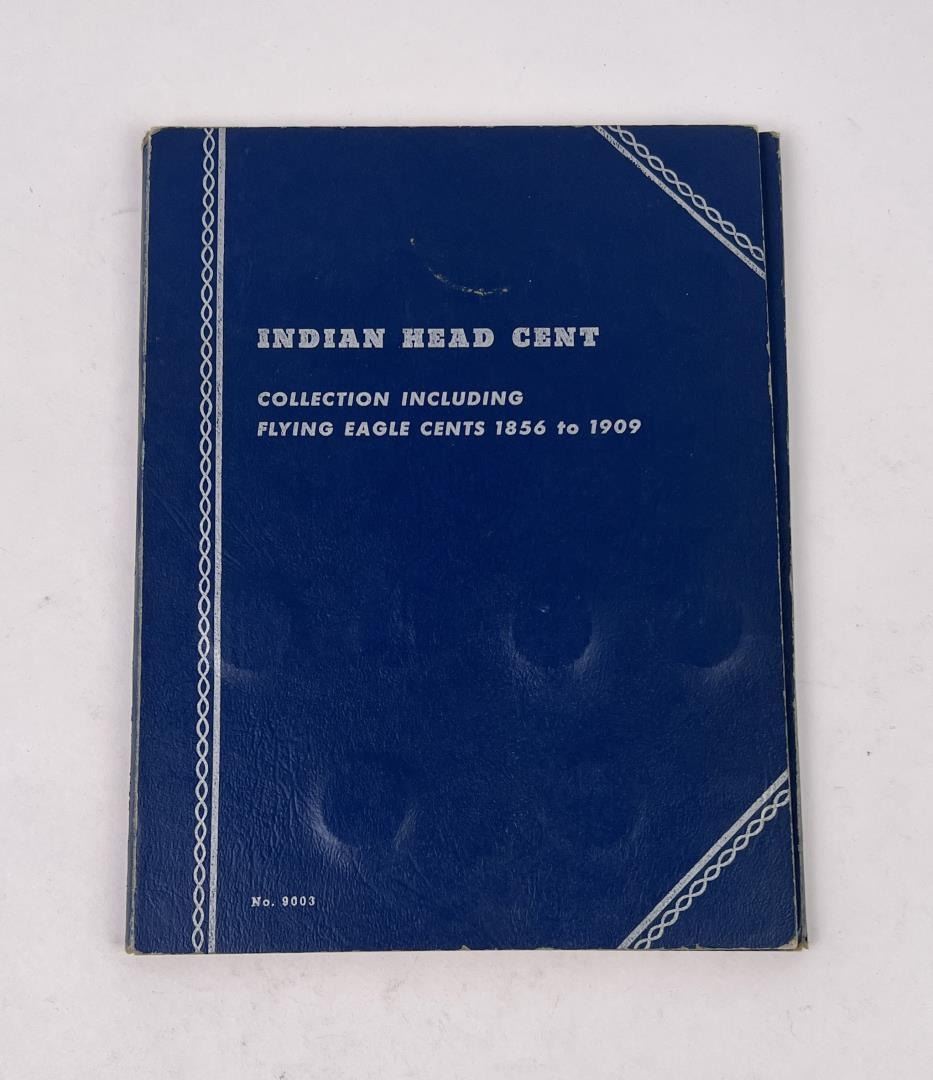 INDIAN HEAD CENT
COLLECTION INCLUDING
FLYING EAGLE CENTS 1856 to 1909
No. 9003